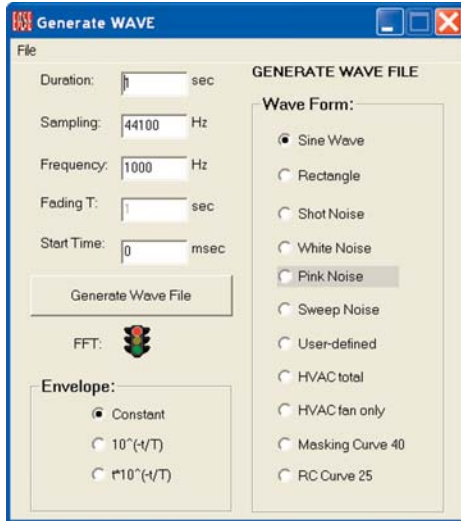 EASE Generate WAVE
File
Duration: 1 sec
Sampling: 44100 Hz
Frequency: 1000 Hz
Fading T: 1 sec
Start Time: 0 msec
Generate Wave File
FFT:
Envelope:
Constant
10^(-t/T)
t*10^(-t/T)
GENERATE WAVE FILE
Wave Form:
Sine Wave
Rectangle
Shot Noise
White Noise
Pink Noise
Sweep Noise
User-defined
HVAC total
HVAC fan only
Masking Curve 40
RC Curve 25